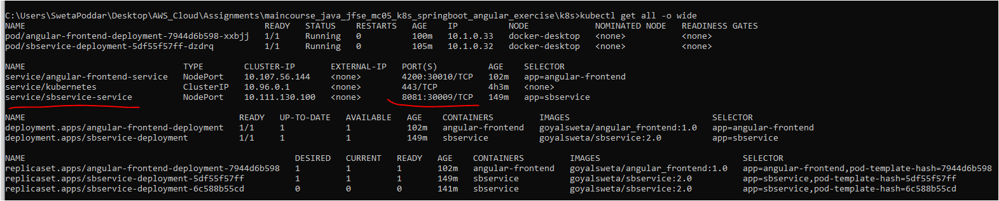 C:\Users\SwetaPoddar\Desktop\AWS_Cloud\Assignments\maincourse_java_jfse_mc05_k8s_springboot_angular_exercise\k8s>kubectl get all -o wide
NAME READY STATUS RESTARTS AGE IP NODE NOMINATED NODE READINESS GATES
pod/angular-frontend-deployment-7944d6b598-xxbjj 1/1 Running 0 100m 10.1.0.33 docker-desktop <none> <none>
pod/sbservice-deployment-5df55f57ff-dzdrq 1/1 Running 0 105m 10.1.0.32 docker-desktop <none> <none>
NAME TYPE CLUSTER-IP EXTERNAL-IP PORT(S) AGE SELECTOR
service/angular-frontend-service NodePort 10.107.56.144 <none> 4200:30010/TCP 102m app=angular-frontend
service/kubernetes ClusterIP 10.96.0.1 <none> 443/TCP 4h3m <none>
service/sbservice-service NodePort 10.111.130.100 <none> 8081:30009/TCP 149m app=sbservice
NAME READY UP-TO-DATE AVAILABLE AGE CONTAINERS IMAGES SELECTOR
deployment.apps/angular-frontend-deployment 1/1 1 1 102m angular-frontend goyalsweta/angular_frontend:1.0 app=angular-frontend
deployment.apps/sbservice-deployment 1/1 1 1 149m sbservice goyalsweta/sbservice:2.0 app=sbservice
NAME DESIRED CURRENT READY AGE CONTAINERS IMAGES SELECTOR
replicaset.apps/angular-frontend-deployment-7944d6b598 1 1 1 102m angular-frontend goyalsweta/angular_frontend:1.0 app=angular-frontend,pod-template-hash=7944d6b598
replicaset.apps/sbservice-deployment-5df55f57ff 1 1 1 149m sbservice goyalsweta/sbservice:2.0 app=sbservice,pod-template-hash=5df55f57ff
replicaset.apps/sbservice-deployment-6c588b55cd 0 0 0 141m sbservice goyalsweta/sbservice:2.0 app=sbservice,pod-template-hash=6c588b55cd